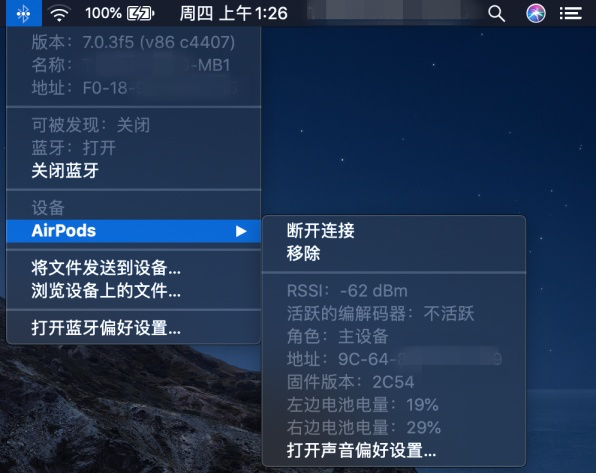 100% 周四 上午1:26
版本：7.0.3f5 (v86 c4407)
名称： -MB1
地址：F0-18-
可被发现：关闭
蓝牙：打开
关闭蓝牙
设备
AirPods
将文件发送到设备...
浏览设备上的文件...
打开蓝牙偏好设置...
断开连接
移除
RSSI：-62 dBm
活跃的编解码器：不活跃
角色：主设备
地址：9C-64-
固件版本：2C54
左边电池电量：19%
右边电池电量：29%
打开声音偏好设置...